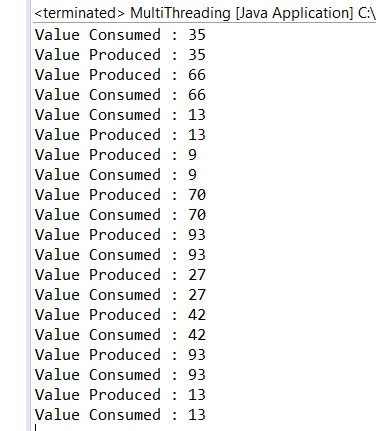 <terminated> MultiThreading [Java Application] C:\
Value Consumed : 35
Value Produced : 35
Value Produced : 66
Value Consumed : 66
Value Consumed : 13
Value Produced : 13
Value Produced : 9
Value Consumed : 9
Value Produced : 70
Value Consumed : 70
Value Produced : 93
Value Consumed : 93
Value Produced : 27
Value Consumed : 27
Value Produced : 42
Value Consumed : 42
Value Produced : 93
Value Consumed : 93
Value Produced : 13
Value Consumed : 13